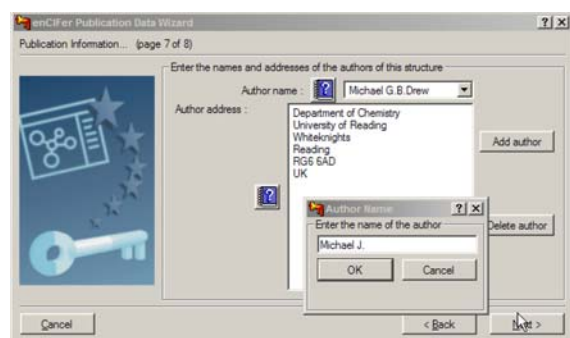 enCIFer Publication Data Wizard
Publication Information... (page 7 of 8)
Enter the names and addresses of the authors of this structure
Author name : Michael G.B.Drew
Author address :
Department of Chemistry
University of Reading
Whiteknights
Reading
RG6 6AD
UK
Add author
Delete author
Author Name
Enter the name of the author
Michael J.
OK Cancel
Cancel < Back Next >